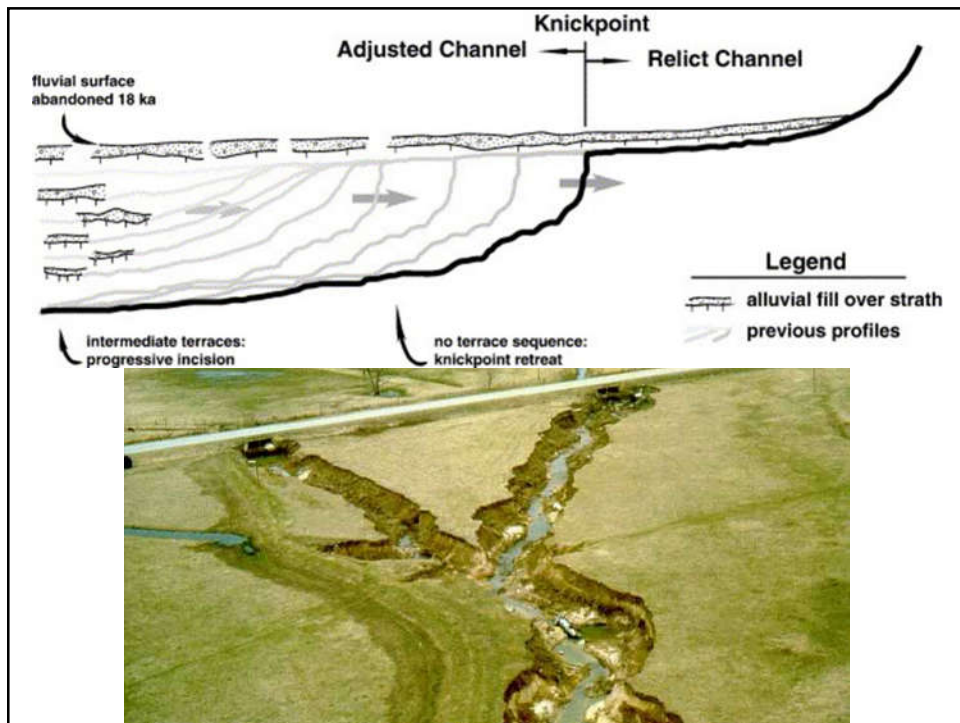 Knickpoint
Adjusted Channel
Relict Channel
fluvial surface
abandoned 18 ka
Legend
alluvial fill over strath
previous profiles
intermediate terraces:
progressive incision
no terrace sequence:
knickpoint retreat